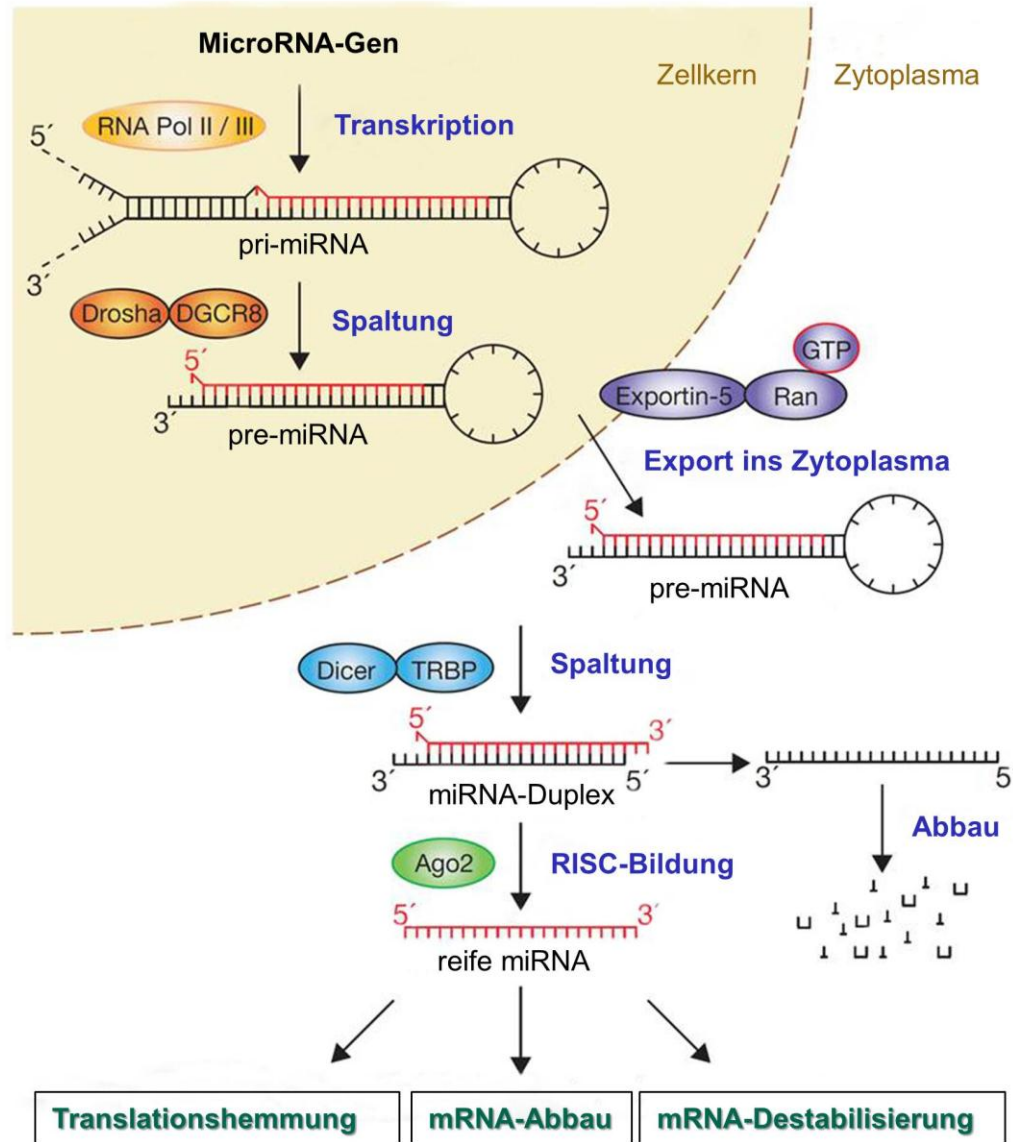 MicroRNA-Gen
Zellkern
Zytoplasma
RNA Pol II / III
Transkription
5´
pri-miRNA
3´
Drosha
DGCR8
Spaltung
5´
3´
pre-miRNA
GTP
Exportin-5
Ran
Export ins Zytoplasma
5´
3´
pre-miRNA
Dicer
TRBP
Spaltung
5´
3´
3´
5´
miRNA-Duplex
3´
5
Abbau
Ago2
RISC-Bildung
5´
3´
reife miRNA
Translationshemmung
mRNA-Abbau
mRNA-Destabilisierung